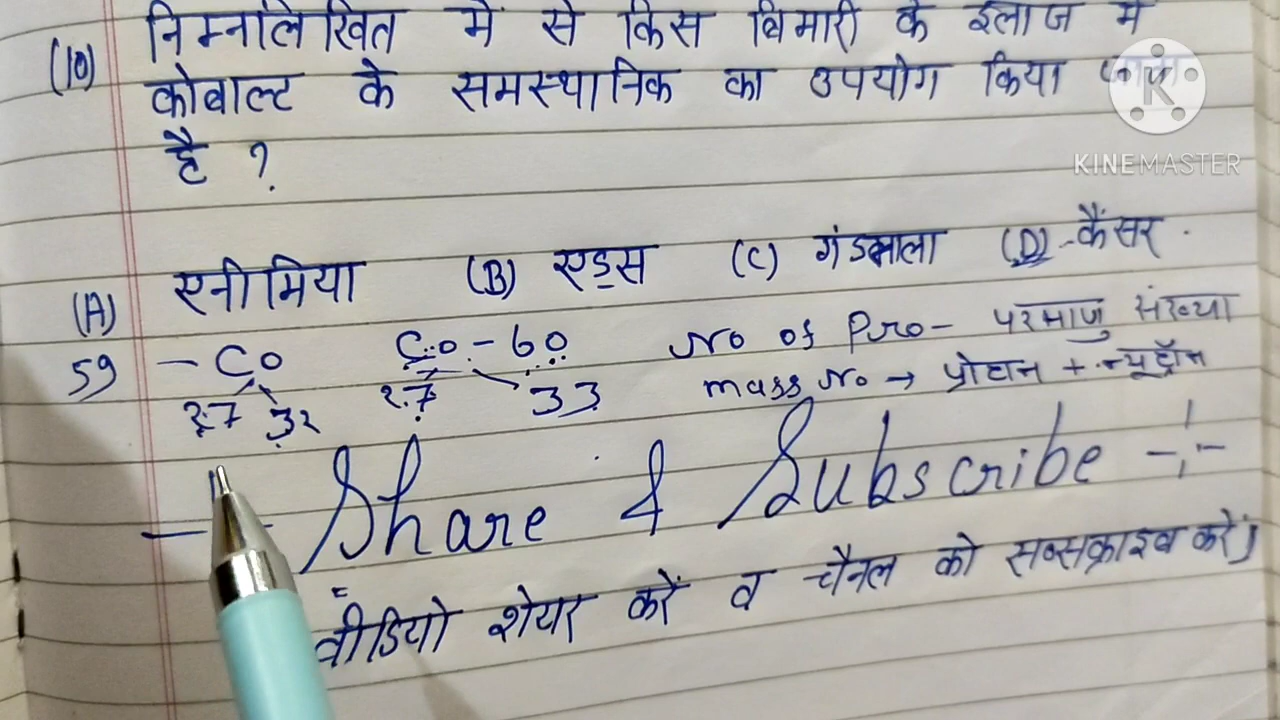 (10) निम्नलिखित में से किस बिमारी के इलाज में
कोबाल्ट के समस्थानिक का उपयोग किया जाता
है ?
K
KINEMASTER
(A) एनीमिया (B) एड्स (C) गंडमाला (D) कैंसर
59 - Co Co - 60 No of Pro - परमाणु संख्या
27 32 27 33 mass No → प्रोटान + न्यूट्रॉन
Share & Subscribe
वीडियो शेयर करें व चैनल को सब्सक्राइब करें।